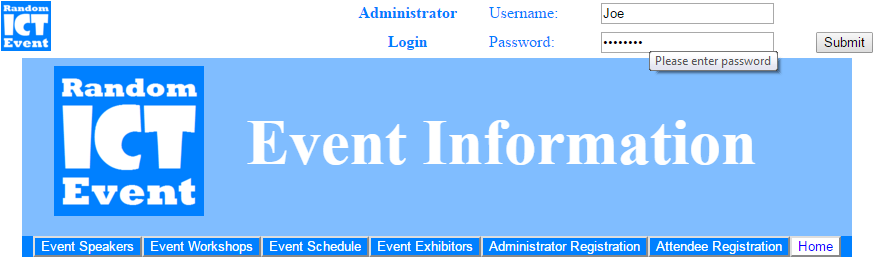 Random
ICT
Event
Administrator
Login
Username:
Joe
Password:
••••••••
Submit
Please enter password
Random
ICT
Event
Event Information
Event Speakers
Event Workshops
Event Schedule
Event Exhibitors
Administrator Registration
Attendee Registration
Home